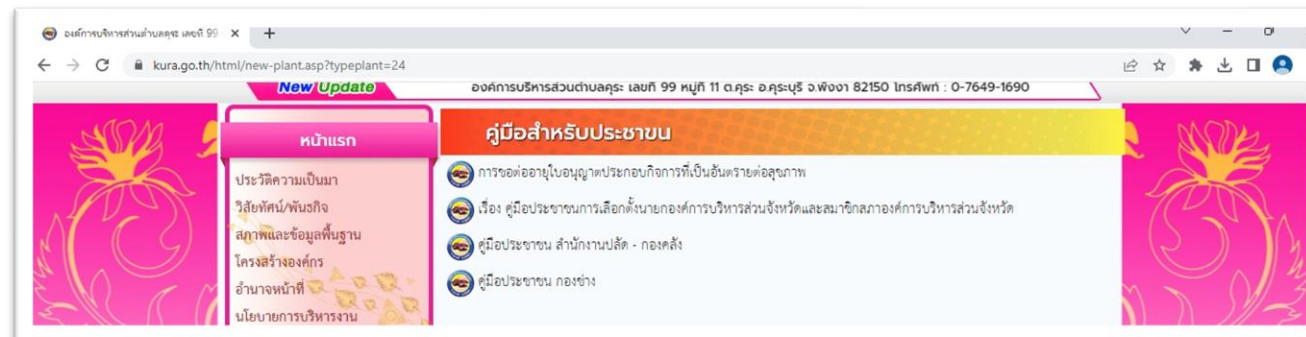 องค์การบริหารส่วนตำบลคุระ เลขที่ 99
kura.go.th/html/new-plant.asp?typeplant=24
New Update
องค์การบริหารส่วนตำบลคุระ เลขที่ 99 หมู่ที่ 11 ต.คุระ อ.คุระบุรี จ.พังงา 82150 โทรศัพท์ : 0-7649-1690
หน้าแรก
ประวัติความเป็นมา
วิสัยทัศน์/พันธกิจ
สภาพและข้อมูลพื้นฐาน
โครงสร้างองค์กร
อำนาจหน้าที่
นโยบายการบริหารงาน
คู่มือสำหรับประชาชน
การขอต่ออายุใบอนุญาตประกอบกิจการที่เป็นอันตรายต่อสุขภาพ
เรื่อง คู่มือประชาชนการเลือกตั้งนายกองค์การบริหารส่วนจังหวัดและสมาชิกสภาองค์การบริหารส่วนจังหวัด
คู่มือประชาชน สำนักงานปลัด - กองคลัง
คู่มือประชาชน กองช่าง